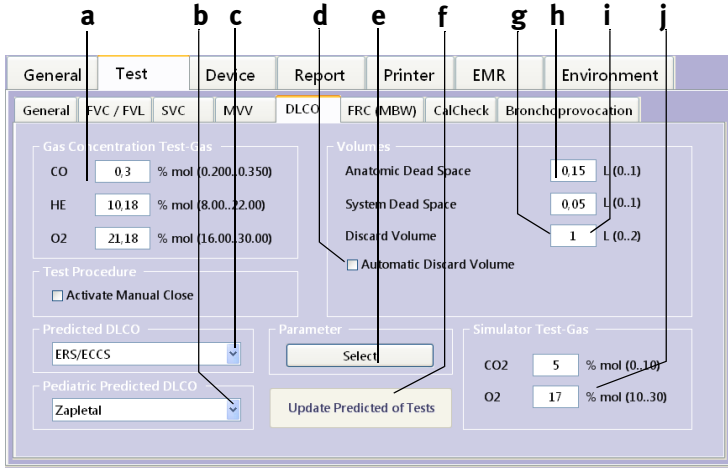 a b c d e f g h i j
General Test Device Report Printer EMR Environment
General FVC / FVL SVC MVV DLCO FRC (MBW) CalCheck Bronchoprovocation
Gas Concentration Test-Gas
CO 0,3 % mol (0.200..0.350)
HE 10,18 % mol (8.00..22.00)
O2 21,18 % mol (16.00..30.00)
Volumes
Anatomic Dead Space 0,15 L (0..1)
System Dead Space 0,05 L (0..1)
Discard Volume 1 L (0..2)
Automatic Discard Volume
Test Procedure
Activate Manual Close
Predicted DLCO
ERS/ECCS
Parameter
Select
Simulator Test-Gas
CO2 5 % mol (0..10)
O2 17 % mol (10..30)
Pediatric Predicted DLCO
Zapletal
Update Predicted of Tests